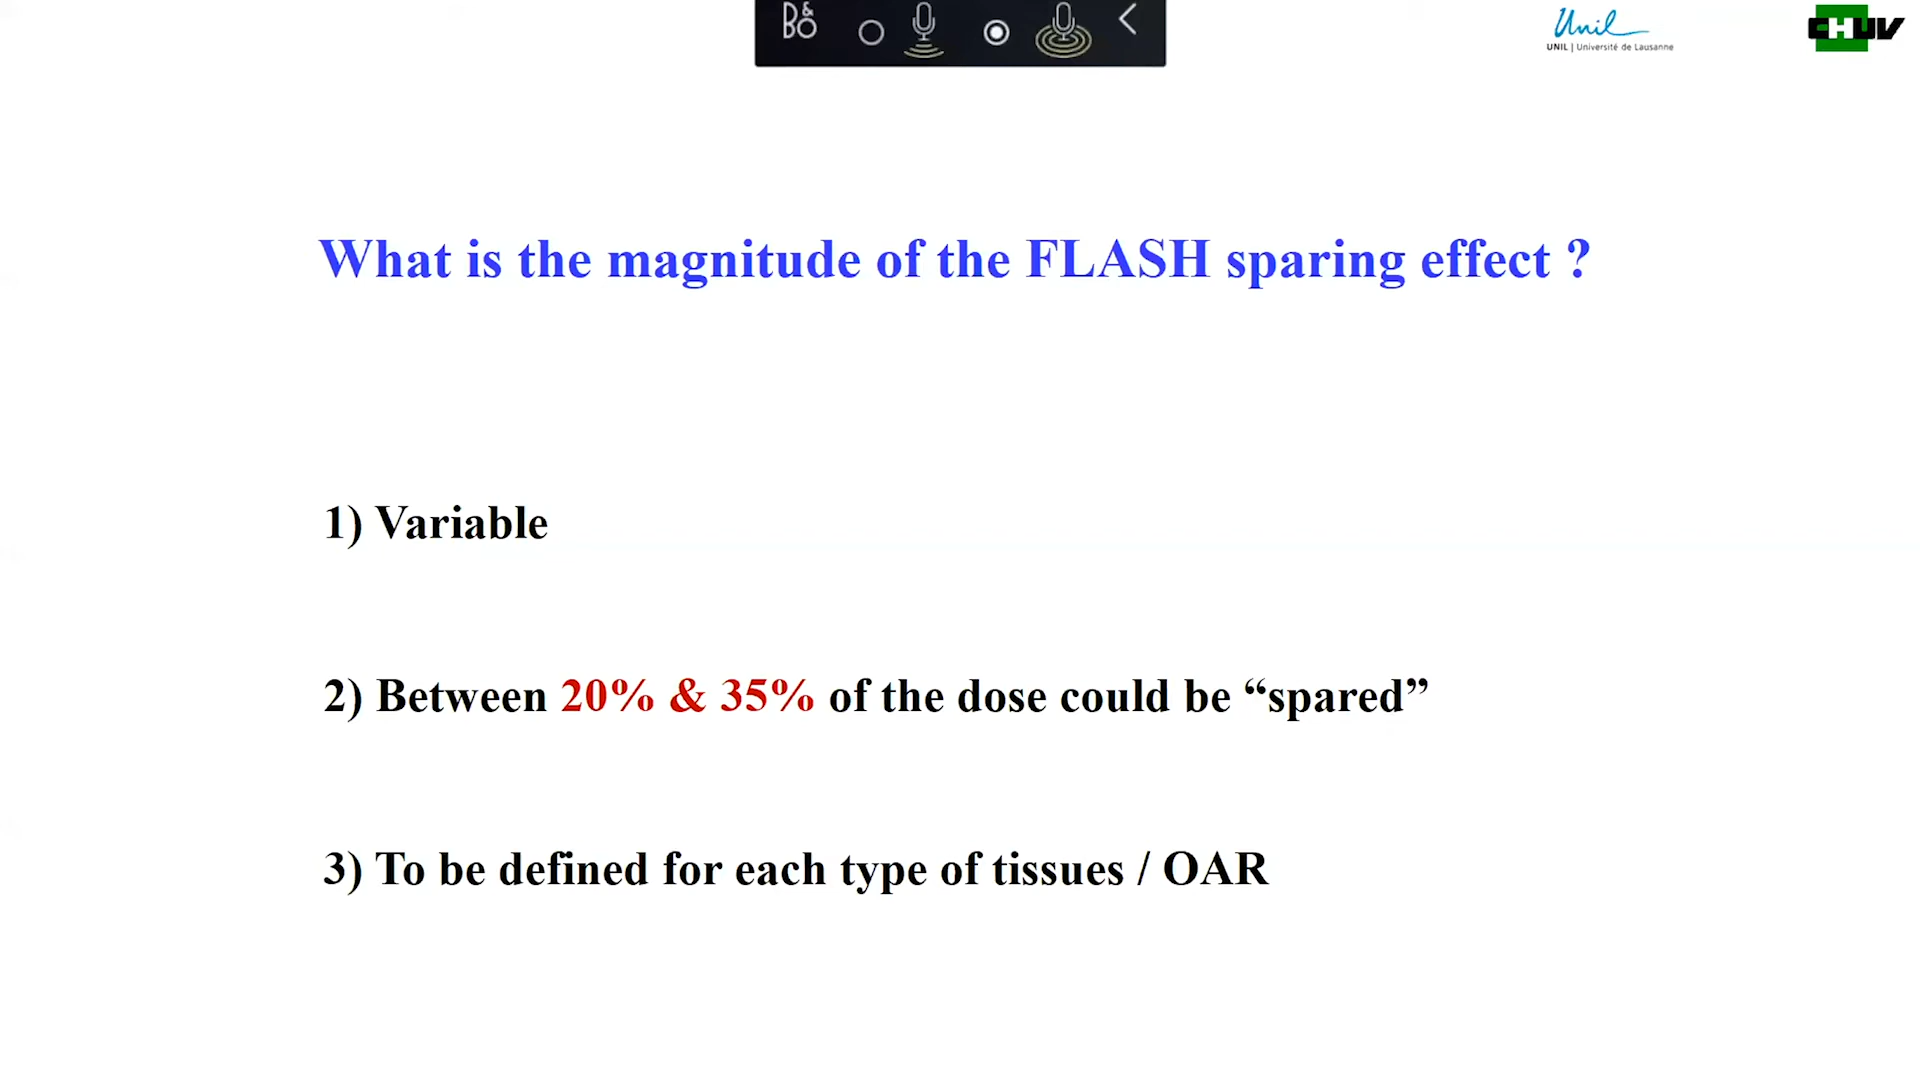 B&O
Unil
UNIL | Université de Lausanne
CHUV
What is the magnitude of the FLASH sparing effect ?
1) Variable
2) Between 20% & 35% of the dose could be “spared”
3) To be defined for each type of tissues / OAR